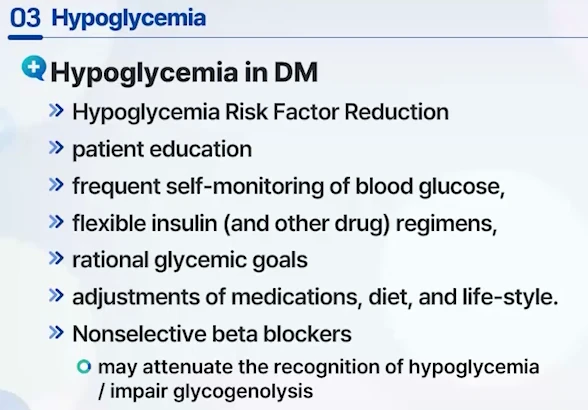 03 Hypoglycemia
Hypoglycemia in DM
Hypoglycemia Risk Factor Reduction
patient education
frequent self-monitoring of blood glucose,
flexible insulin (and other drug) regimens,
rational glycemic goals
adjustments of medications, diet, and life-style.
Nonselective beta blockers
may attenuate the recognition of hypoglycemia
/ impair glycogenolysis